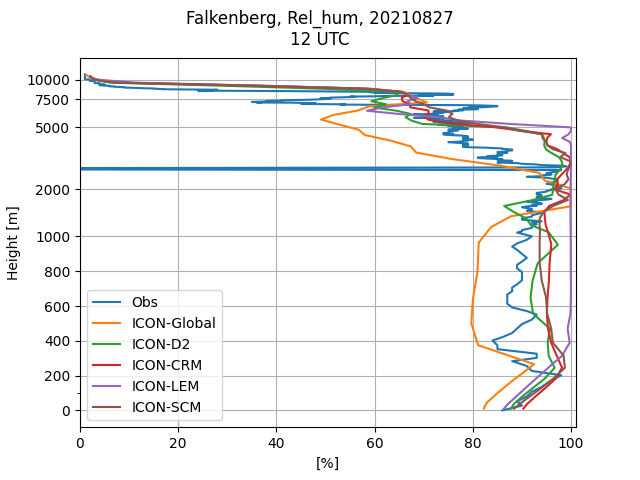 Falkenberg, Rel_hum, 20210827
12 UTC
Height [m]
10000
7500
5000
2000
1000
800
600
400
200
0
Obs
ICON-Global
ICON-D2
ICON-CRM
ICON-LEM
ICON-SCM
0 20 40 60 80 100
[%]